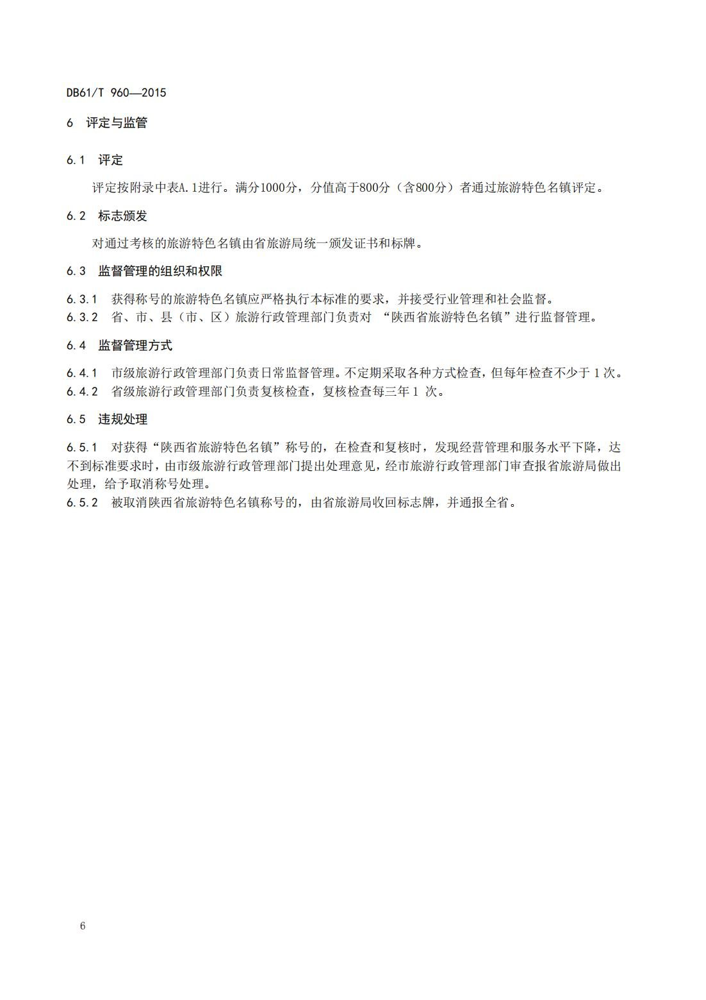 DB61/T 960—2015
6 评定与监管
6.1 评定
评定按附录中表A.1进行。满分1000分，分值高于800分（含800分）者通过旅游特色名镇评定。
6.2 标志颁发
对通过考核的旅游特色名镇由省旅游局统一颁发证书和标牌。
6.3 监督管理的组织和权限
6.3.1 获得称号的旅游特色名镇应严格执行本标准的要求，并接受行业管理和社会监督。
6.3.2 省、市、县（市、区）旅游行政管理部门负责对 “陕西省旅游特色名镇”进行监督管理。
6.4 监督管理方式
6.4.1 市级旅游行政管理部门负责日常监督管理。不定期采取各种方式检查，但每年检查不少于 1 次。
6.4.2 省级旅游行政管理部门负责复核检查，复核检查每三年 1 次。
6.5 违规处理
6.5.1 对获得“陕西省旅游特色名镇”称号的，在检查和复核时，发现经营管理和服务水平下降，达
不到标准要求时，由市级旅游行政管理部门提出处理意见，经市旅游行政管理部门审查报省旅游局做出
处理，给予取消称号处理。
6.5.2 被取消陕西省旅游特色名镇称号的，由省旅游局收回标志牌，并通报全省。
6